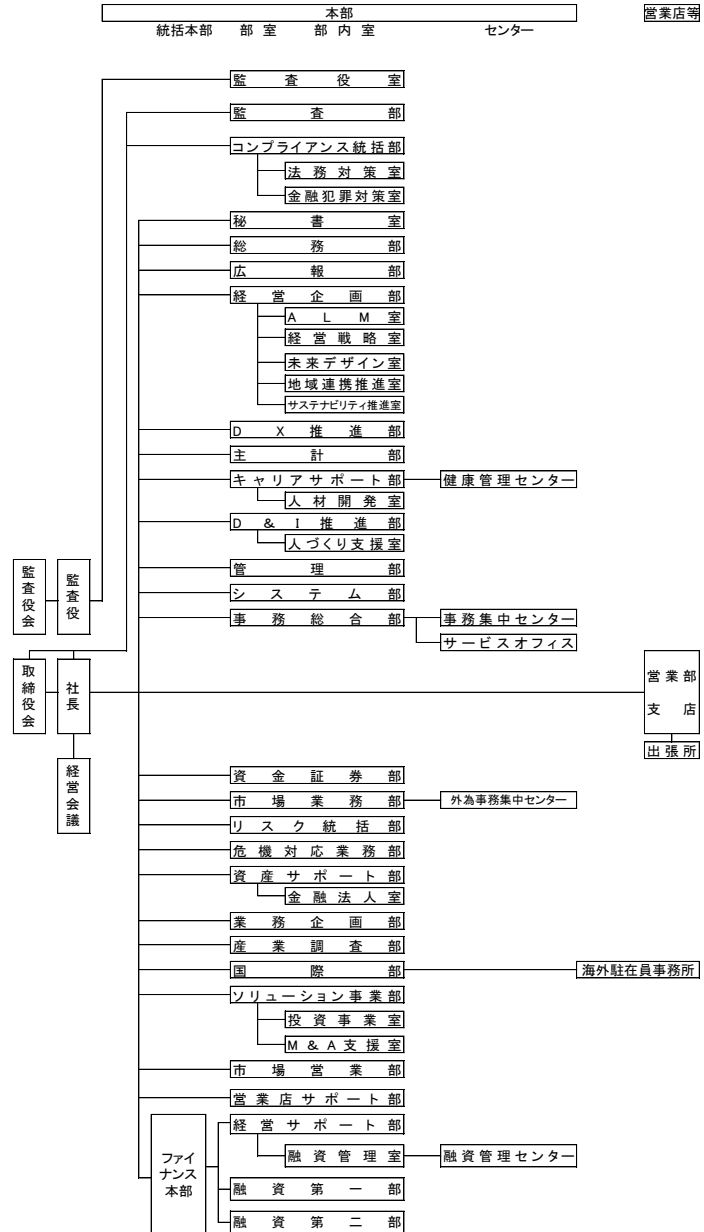 本部 営業店等
統括本部 部室 部内室 センター
監査役室
監査部
コンプライアンス統括部
法務対策室
金融犯罪対策室
秘書室
総務部
広報部
経営企画部
ALM室
経営戦略室
未来デザイン室
地域連携推進室
サステナビリティ推進室
DX推進部
主計部
キャリアサポート部 健康管理センター
人材開発室
D&I推進部
人づくり支援室
監査役会 監査役
管理部
システム部
事務総合部 事務集中センター
サービスオフィス
取締役会 社長
営業部
支店
出張所
経営会議
資金証券部
市場業務部 外為事務集中センター
リスク統括部
危機対応業務部
資産サポート部
金融法人室
業務企画部
産業調査部
国際部 海外駐在員事務所
ソリューション事業部
投資事業室
M&A支援室
市場営業部
営業店サポート部
ファイ
ナンス
本部
経営サポート部
融資管理室 融資管理センター
融資第一部
融資第二部